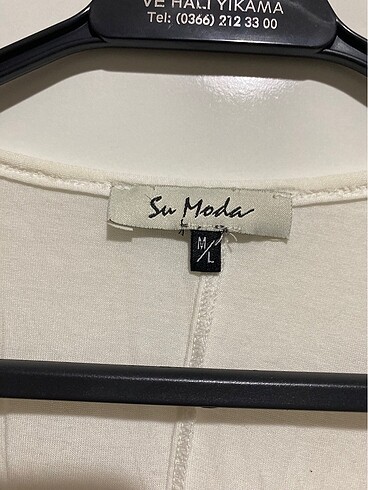 VE HALI YIKAMA
Tel; (0366) 212 33 00
Su Moda
M/L